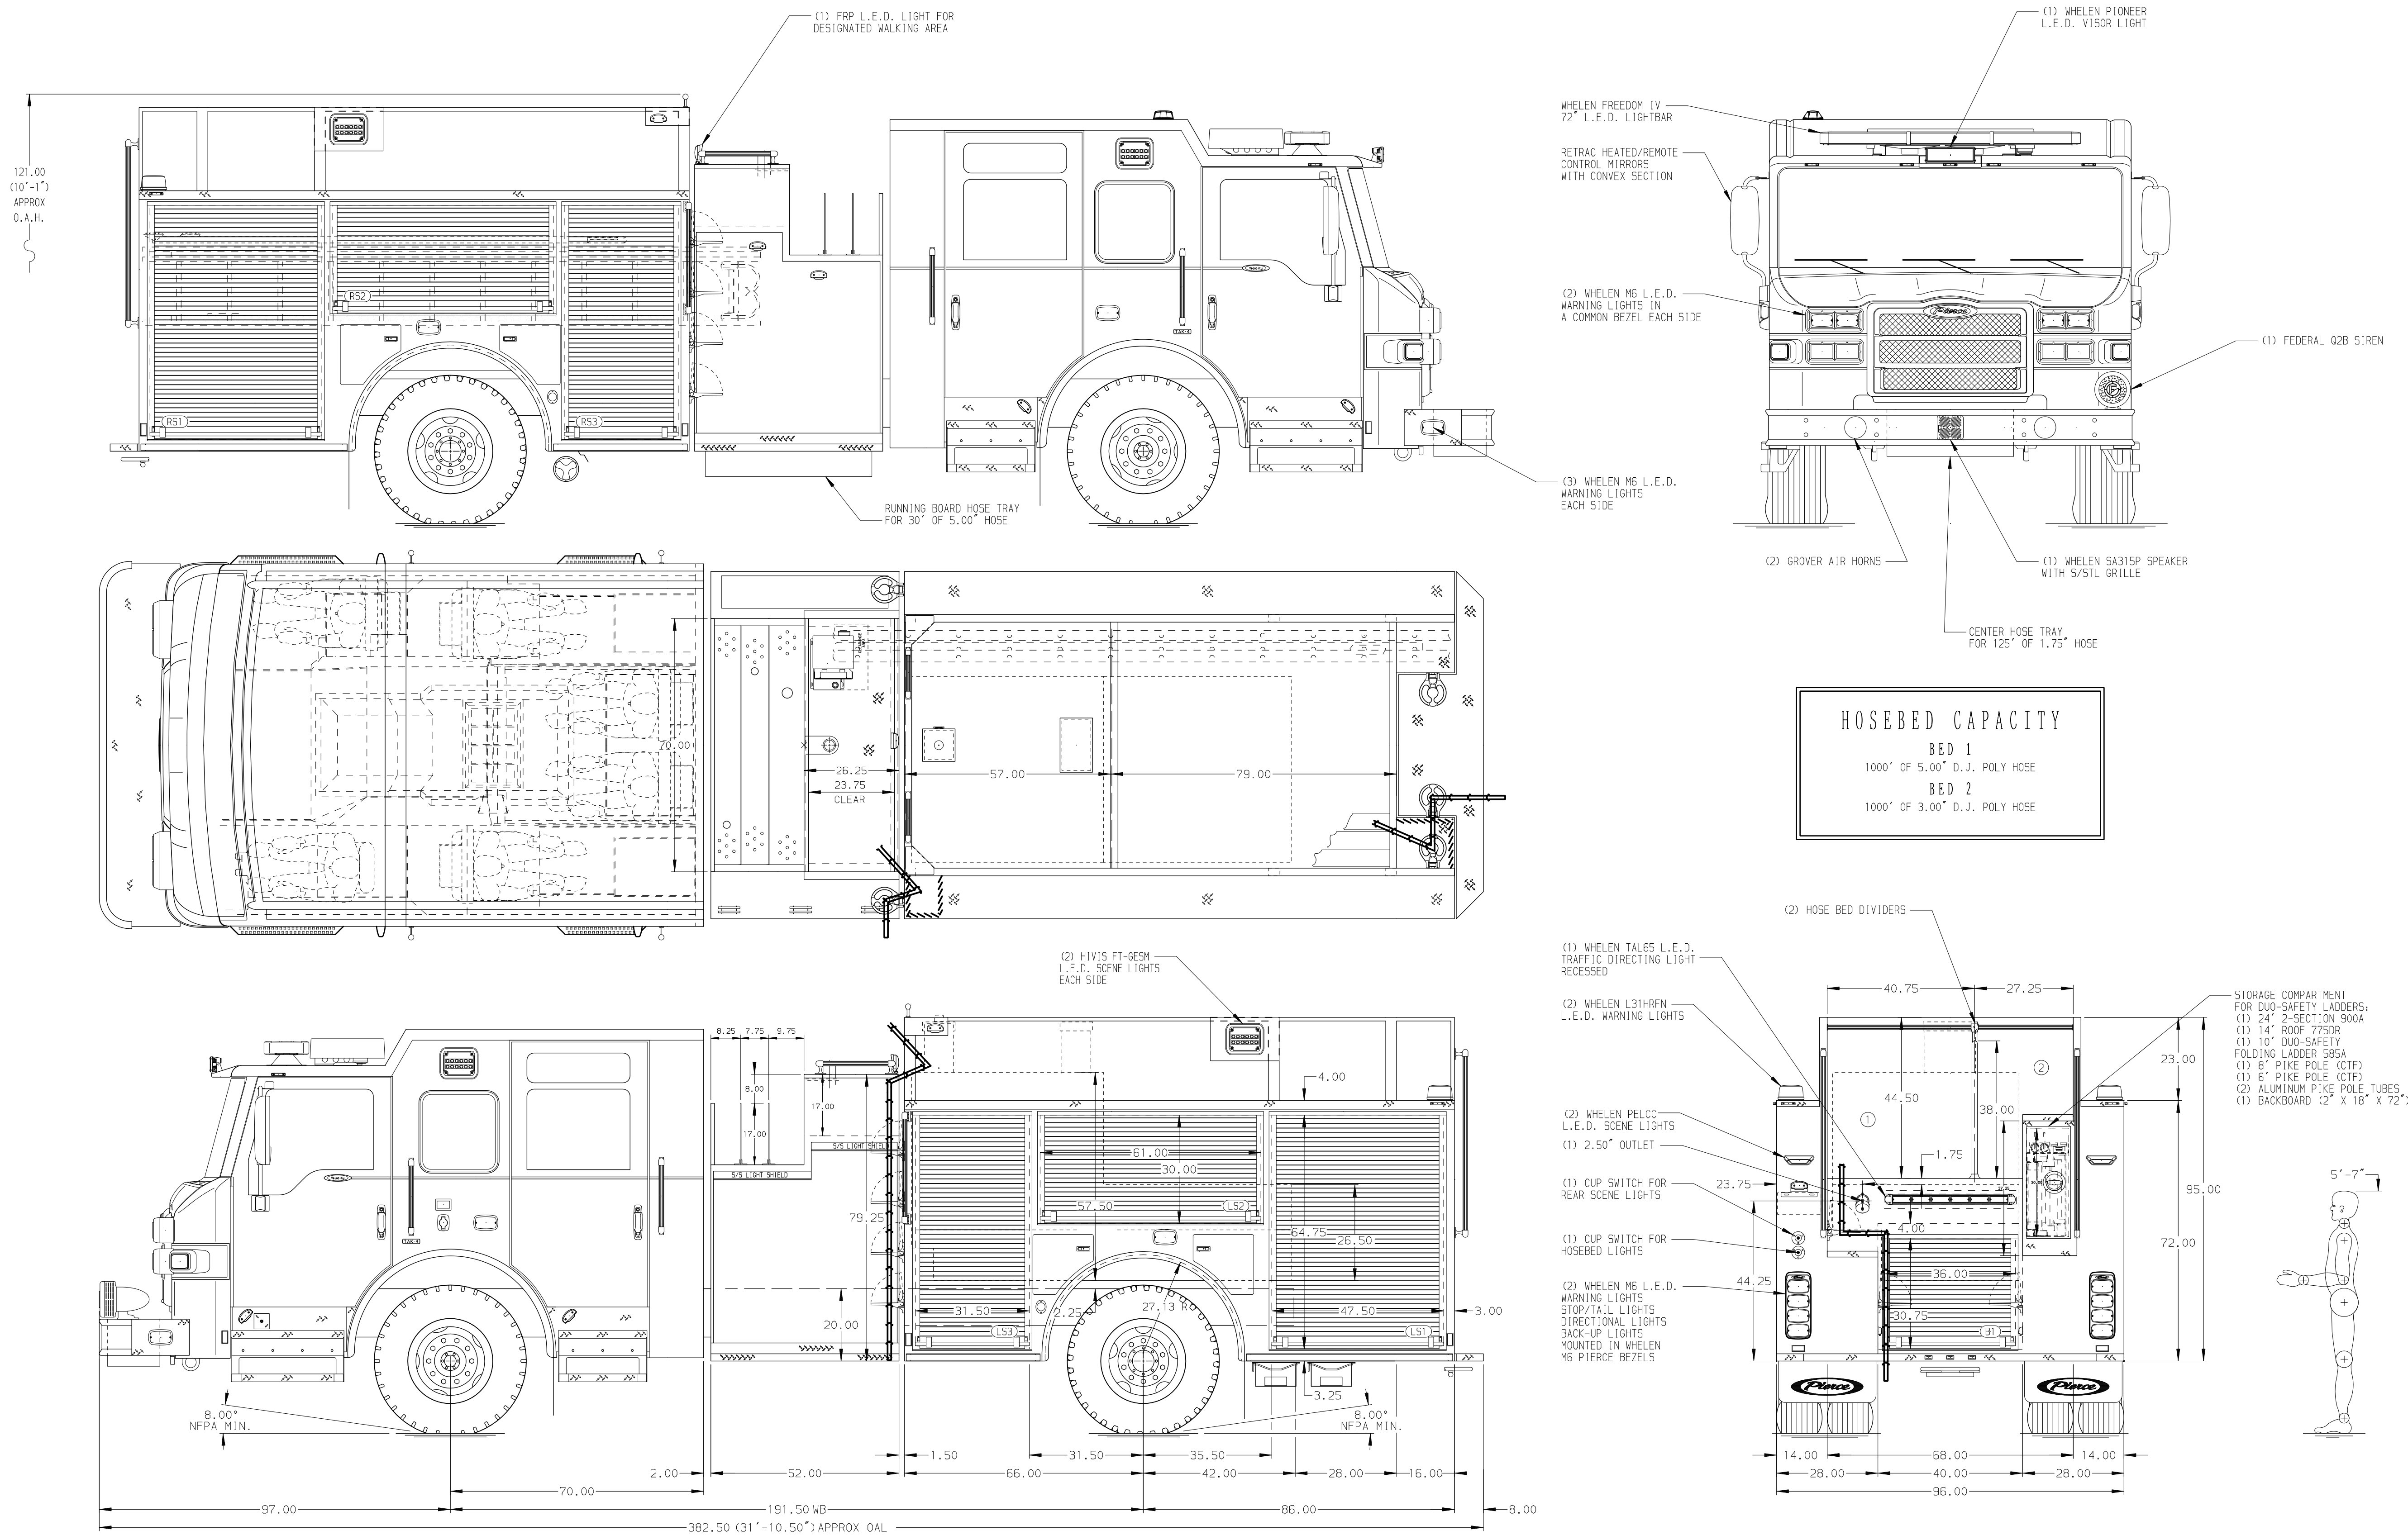 (1) FRP L.E.D. LIGHT FOR
DESIGNATED WALKING AREA
121.00
(10'-1")
APPROX
O.A.H.
RS1
RS2
RS3
TAK-4
RUNNING BOARD HOSE TRAY
FOR 30' OF 5.00" HOSE
(3) WHELEN M6 L.E.D.
WARNING LIGHTS
EACH SIDE
(1) WHELEN PIONEER
L.E.D. VISOR LIGHT
WHELEN FREEDOM IV
72" L.E.D. LIGHTBAR
RETRAC HEATED/REMOTE
CONTROL MIRRORS
WITH CONVEX SECTION
(2) WHELEN M6 L.E.D.
WARNING LIGHTS IN
A COMMON BEZEL EACH SIDE
Pierce
(1) FEDERAL Q2B SIREN
(2) GROVER AIR HORNS
(1) WHELEN SA315P SPEAKER
WITH S/STL GRILLE
CENTER HOSE TRAY
FOR 125' OF 1.75" HOSE
70.00
26.25
23.75
CLEAR
57.00
79.00
HOSEBED CAPACITY
BED 1
1000' OF 5.00" D.J. POLY HOSE
BED 2
1000' OF 3.00" D.J. POLY HOSE
(2) HIVIS FT-GESM
L.E.D. SCENE LIGHTS
EACH SIDE
8.25
7.75
9.75
8.00
17.00
17.00
S/S LIGHT SHIELD
S/S LIGHT SHIELD
79.25
20.00
TAK-4
4.00
61.00
30.00
57.50
LS2
64.75
26.50
31.50
2.25
27.13 R
47.50
3.00
LS3
LS1
3.25
8.00°
NFPA MIN.
8.00°
NFPA MIN.
1.50
31.50
35.50
2.00
52.00
66.00
42.00
28.00
16.00
70.00
97.00
191.50 WB
86.00
8.00
382.50 (31'-10.50") APPROX OAL
(2) HOSE BED DIVIDERS
(1) WHELEN TAL65 L.E.D.
TRAFFIC DIRECTING LIGHT
RECESSED
(2) WHELEN L31HRFN
L.E.D. WARNING LIGHTS
(2) WHELEN PELCC
L.E.D. SCENE LIGHTS
(1) 2.50" OUTLET
(1) CUP SWITCH FOR
REAR SCENE LIGHTS
(1) CUP SWITCH FOR
HOSEBED LIGHTS
(2) WHELEN M6 L.E.D.
WARNING LIGHTS
STOP/TAIL LIGHTS
DIRECTIONAL LIGHTS
BACK-UP LIGHTS
MOUNTED IN WHELEN
M6 PIERCE BEZELS
STORAGE COMPARTMENT
FOR DUO-SAFETY LADDERS:
(1) 24' 2-SECTION 900A
(1) 14' ROOF 775DR
(1) 10' DUO-SAFETY
FOLDING LADDER 585A
(1) 8' PIKE POLE (CTF)
(1) 6' PIKE POLE (CTF)
(2) ALUMINUM PIKE POLE TUBES
(1) BACKBOARD (2" X 18" X 72")
40.75
27.25
1
2
44.50
38.00
23.00
1.75
23.75
4.00
36.00
30.75
B1
44.25
95.00
72.00
5'-7"
Pierce
Pierce
14.00
68.00
14.00
28.00
40.00
28.00
96.00